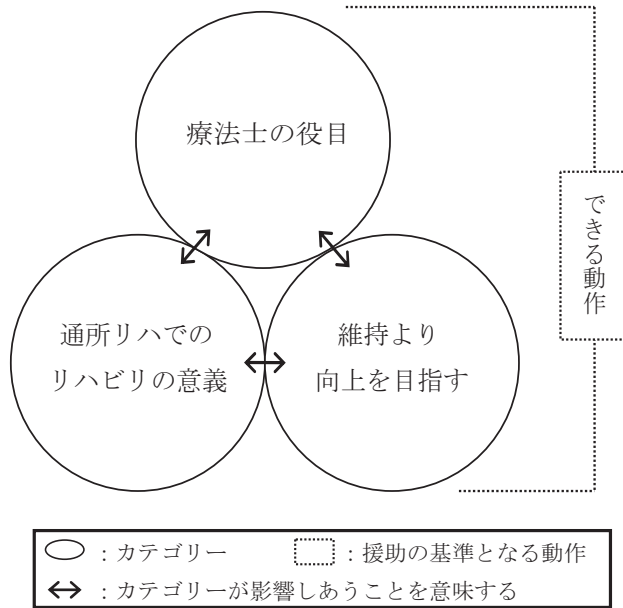 療法士の役目
通所リハでの
リハビリの意義
維持より
向上を目指す
できる動作
：カテゴリー
：援助の基準となる動作
：カテゴリーが影響しあうことを意味する